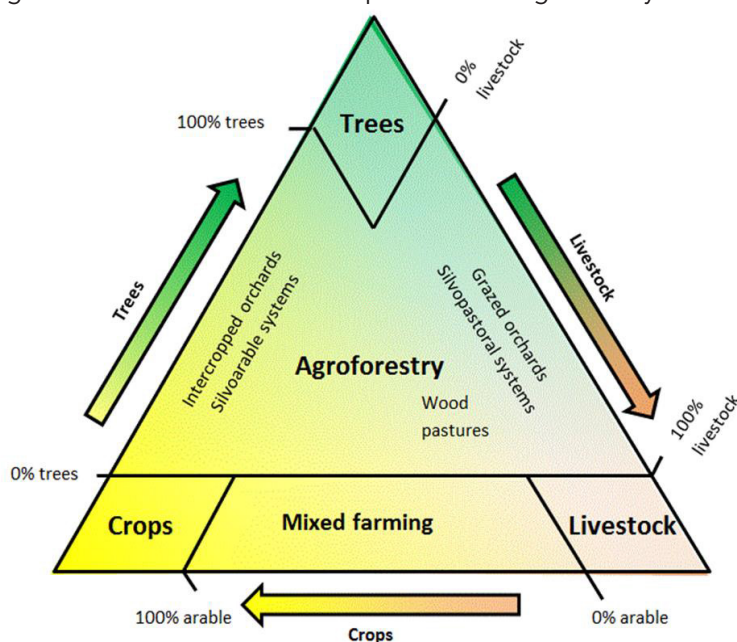 0%
livestock
100% trees
Trees
Trees
Livestock
Intercropped orchards
Silvoarable systems
Grazed orchards
Silvopastoral systems
Agroforestry
Wood
pastures
100%
livestock
0% trees
Crops
Mixed farming
Livestock
100% arable
0% arable
Crops